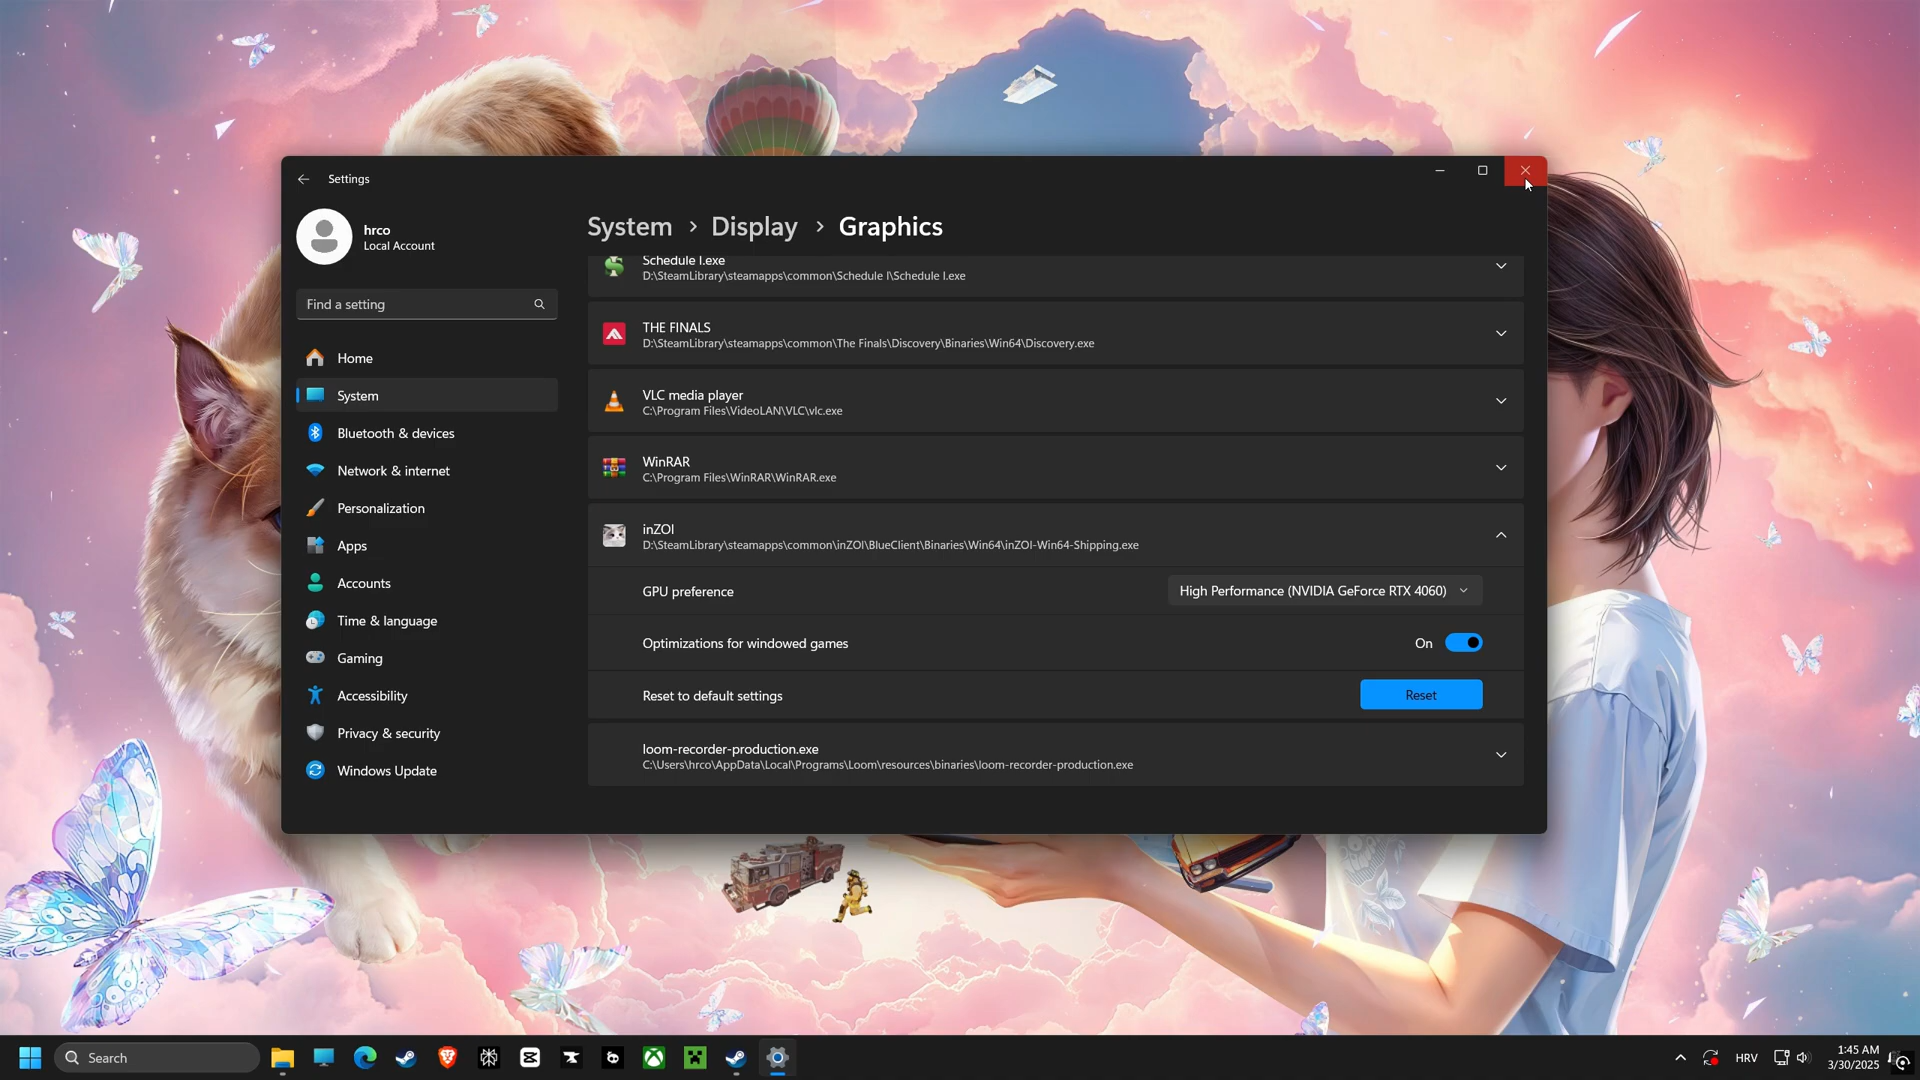 Settings
hrco
Local Account
Find a setting
Home
System
Bluetooth & devices
Network & internet
Personalization
Apps
Accounts
Time & language
Gaming
Accessibility
Privacy & security
Windows Update
System > Display > Graphics
Schedule I.exe
D:\SteamLibrary\steamapps\common\Schedule I\Schedule I.exe
THE FINALS
D:\SteamLibrary\steamapps\common\The Finals\Discovery\Binaries\Win64\Discovery.exe
VLC media player
C:\Program Files\VideoLAN\VLC\vlc.exe
WinRAR
C:\Program Files\WinRAR\WinRAR.exe
inZOI
D:\SteamLibrary\steamapps\common\inZOI\BlueClient\Binaries\Win64\inZOI-Win64-Shipping.exe
GPU preference
High Performance (NVIDIA GeForce RTX 4060)
Optimizations for windowed games
On
Reset to default settings
Reset
loom-recorder-production.exe
C:\Users\hrco\AppData\Local\Programs\Loom\resources\binaries\loom-recorder-production.exe
Search
HRV
1:45 AM
3/30/2025